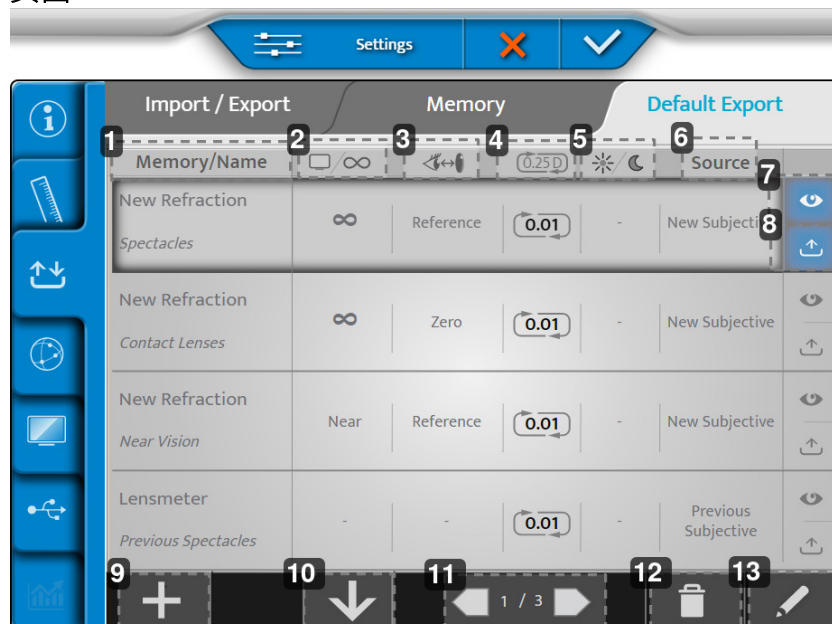 页面
Settings
Import / Export
Memory
Default Export
1
2
3
4
5
6
Memory/Name
/∞
0.25 D
/
Source
7
New Refraction
Spectacles
∞
Reference
0.01
-
New Subjecti
8
New Refraction
Contact Lenses
∞
Zero
0.01
-
New Subjective
New Refraction
Near Vision
Near
Reference
0.01
-
New Subjective
Lensmeter
Previous Spectacles
-
-
0.01
-
Previous
Subjective
9
10
11
12
13
1 / 3